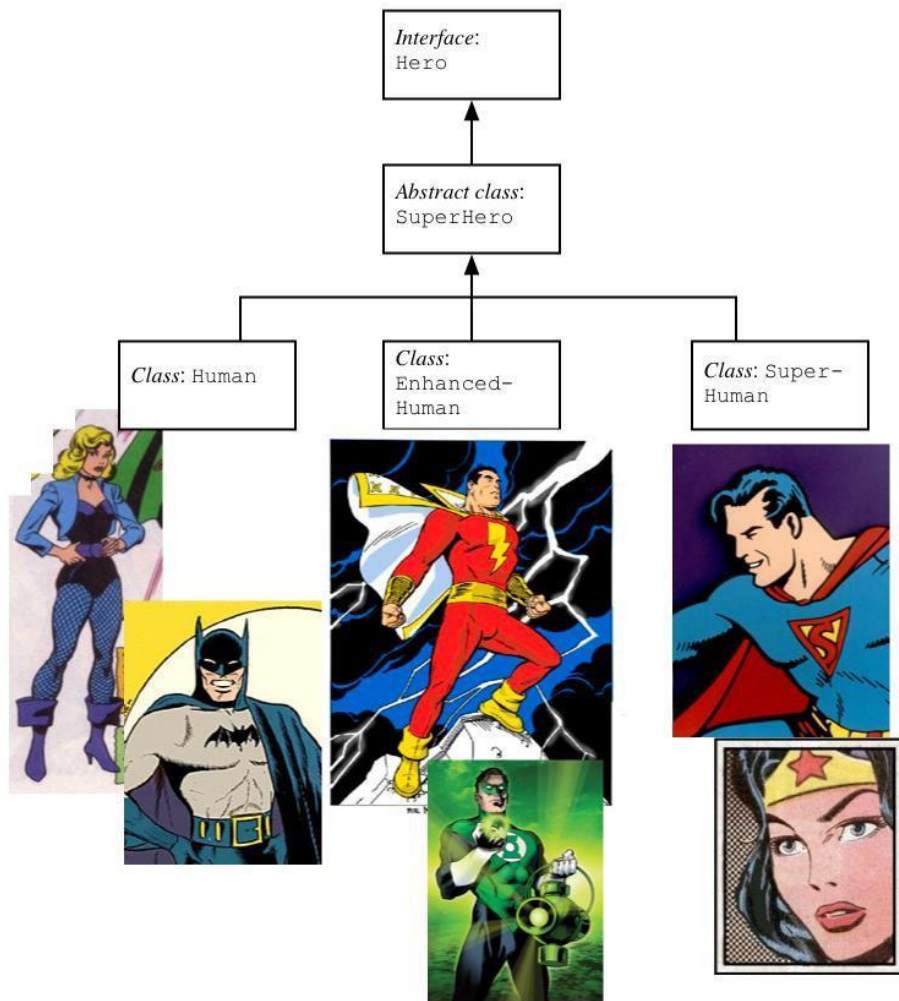 Interface:
Hero
Abstract class:
SuperHero
Class: Human
Class:
Enhanced-
Human
Class: Super-
Human
S